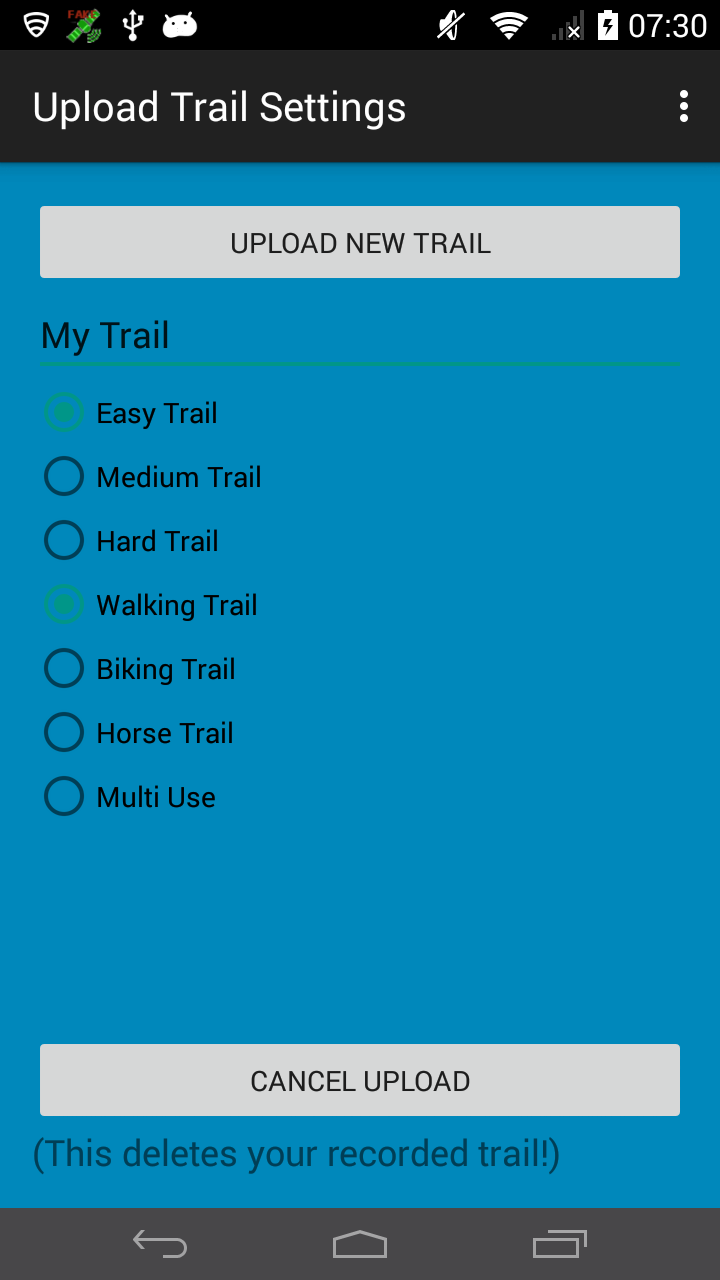 FAKE
07:30
Upload Trail Settings
UPLOAD NEW TRAIL
My Trail
Easy Trail
Medium Trail
Hard Trail
Walking Trail
Biking Trail
Horse Trail
Multi Use
CANCEL UPLOAD
(This deletes your recorded trail!)